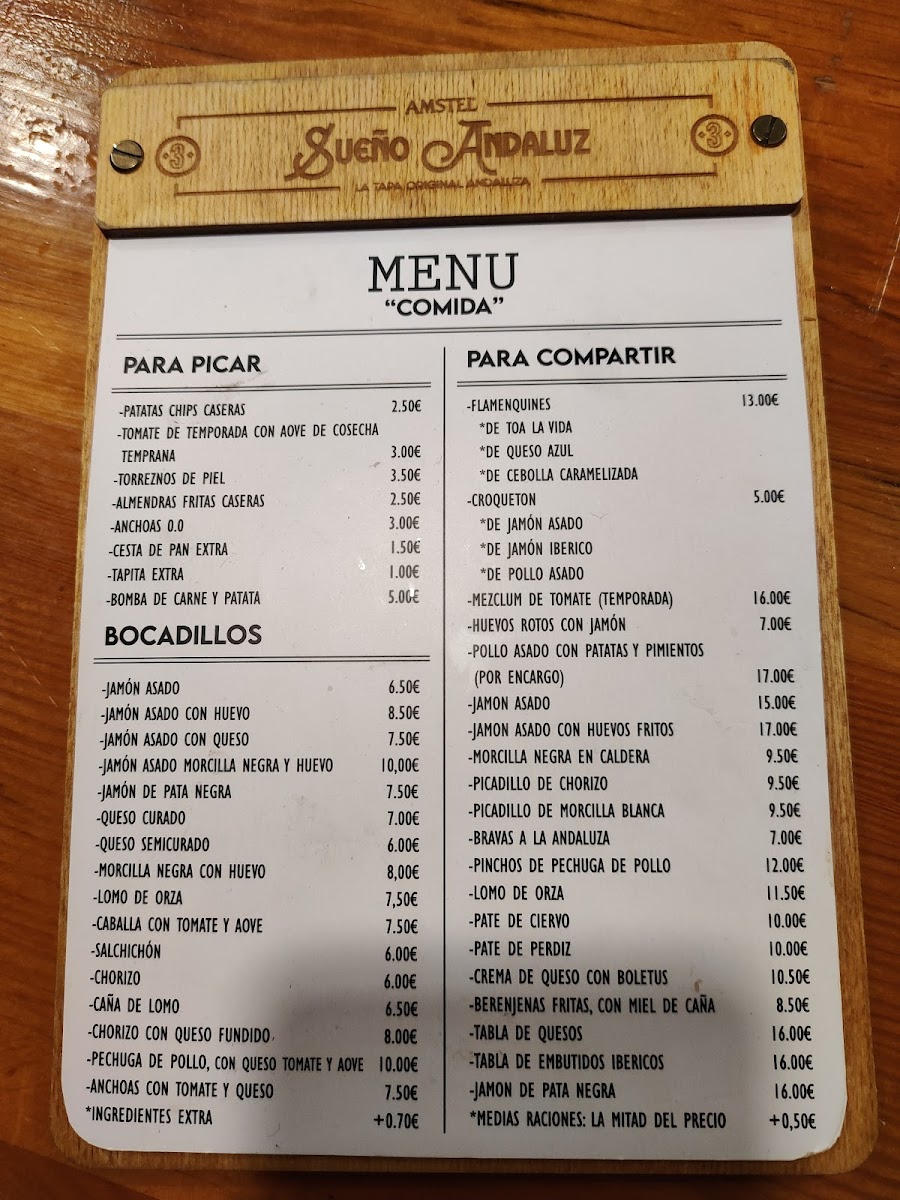 AMSTEL
3 SUEÑO ANDALUZ 3
LA TAPA ORIGINAL ANDALUZA
MENU
“COMIDA”
PARA PICAR
-PATATAS CHIPS CASERAS 2.50€
-TOMATE DE TEMPORADA CON AOVE DE COSECHA
TEMPRANA 3.00€
-TORREZNOS DE PIEL 3.50€
-ALMENDRAS FRITAS CASERAS 2.50€
-ANCHOAS 0.0 3.00€
-CESTA DE PAN EXTRA 1.50€
-TAPITA EXTRA 1.00€
-BOMBA DE CARNE Y PATATA 5.00€
BOCADILLOS
-JAMÓN ASADO 6.50€
-JAMÓN ASADO CON HUEVO 8.50€
-JAMÓN ASADO CON QUESO 7.50€
-JAMÓN ASADO MORCILLA NEGRA Y HUEVO 10,00€
-JAMÓN DE PATA NEGRA 7.50€
-QUESO CURADO 7.00€
-QUESO SEMICURADO 6.00€
-MORCILLA NEGRA CON HUEVO 8,00€
-LOMO DE ORZA 7,50€
-CABALLA CON TOMATE Y AOVE 7.50€
-SALCHICHÓN 6.00€
-CHORIZO 6.00€
-CAÑA DE LOMO 6.50€
-CHORIZO CON QUESO FUNDIDO 8.00€
-PECHUGA DE POLLO, CON QUESO TOMATE Y AOVE 10.00€
-ANCHOAS CON TOMATE Y QUESO 7.50€
*INGREDIENTES EXTRA +0.70€
PARA COMPARTIR
-FLAMENQUINES 13.00€
*DE TOA LA VIDA
*DE QUESO AZUL
*DE CEBOLLA CARAMELIZADA
-CROQUETON 5.00€
*DE JAMÓN ASADO
*DE JAMÓN IBERICO
*DE POLLO ASADO
-MEZCLUM DE TOMATE (TEMPORADA) 16.00€
-HUEVOS ROTOS CON JAMÓN 7.00€
-POLLO ASADO CON PATATAS Y PIMIENTOS
(POR ENCARGO) 17.00€
-JAMON ASADO 15.00€
-JAMON ASADO CON HUEVOS FRITOS 17.00€
-MORCILLA NEGRA EN CALDERA 9.50€
-PICADILLO DE CHORIZO 9.50€
-PICADILLO DE MORCILLA BLANCA 9.50€
-BRAVAS A LA ANDALUZA 7.00€
-PINCHOS DE PECHUGA DE POLLO 12.00€
-LOMO DE ORZA 11.50€
-PATE DE CIERVO 10.00€
-PATE DE PERDIZ 10.00€
-CREMA DE QUESO CON BOLETUS 10.50€
-BERENJENAS FRITAS, CON MIEL DE CAÑA 8.50€
-TABLA DE QUESOS 16.00€
-TABLA DE EMBUTIDOS IBERICOS 16.00€
-JAMON DE PATA NEGRA 16.00€
*MEDIAS RACIONES: LA MITAD DEL PRECIO +0,50€